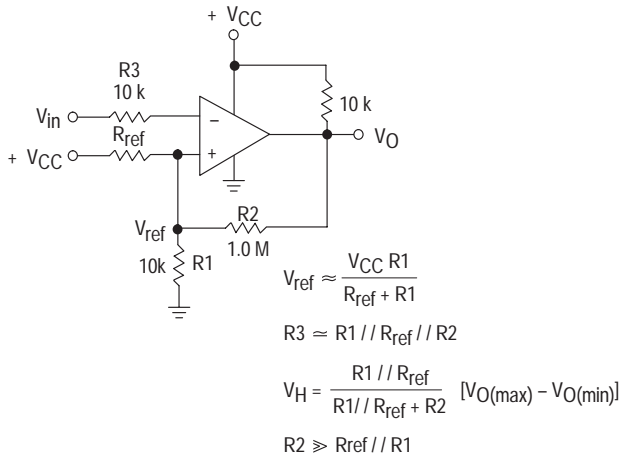 + VCC
R3
10 k
10 k
Vin
−
Rref
VO
+ VCC
+
R2
Vref
1.0 M
10k
R1
Vref ≈ VCC R1 / Rref + R1
R3 ≃ R1 / / Rref / / R2
VH = R1 / / Rref / R1/ / Rref + R2 [VO(max) – VO(min)]
R2 ≫ Rref / / R1